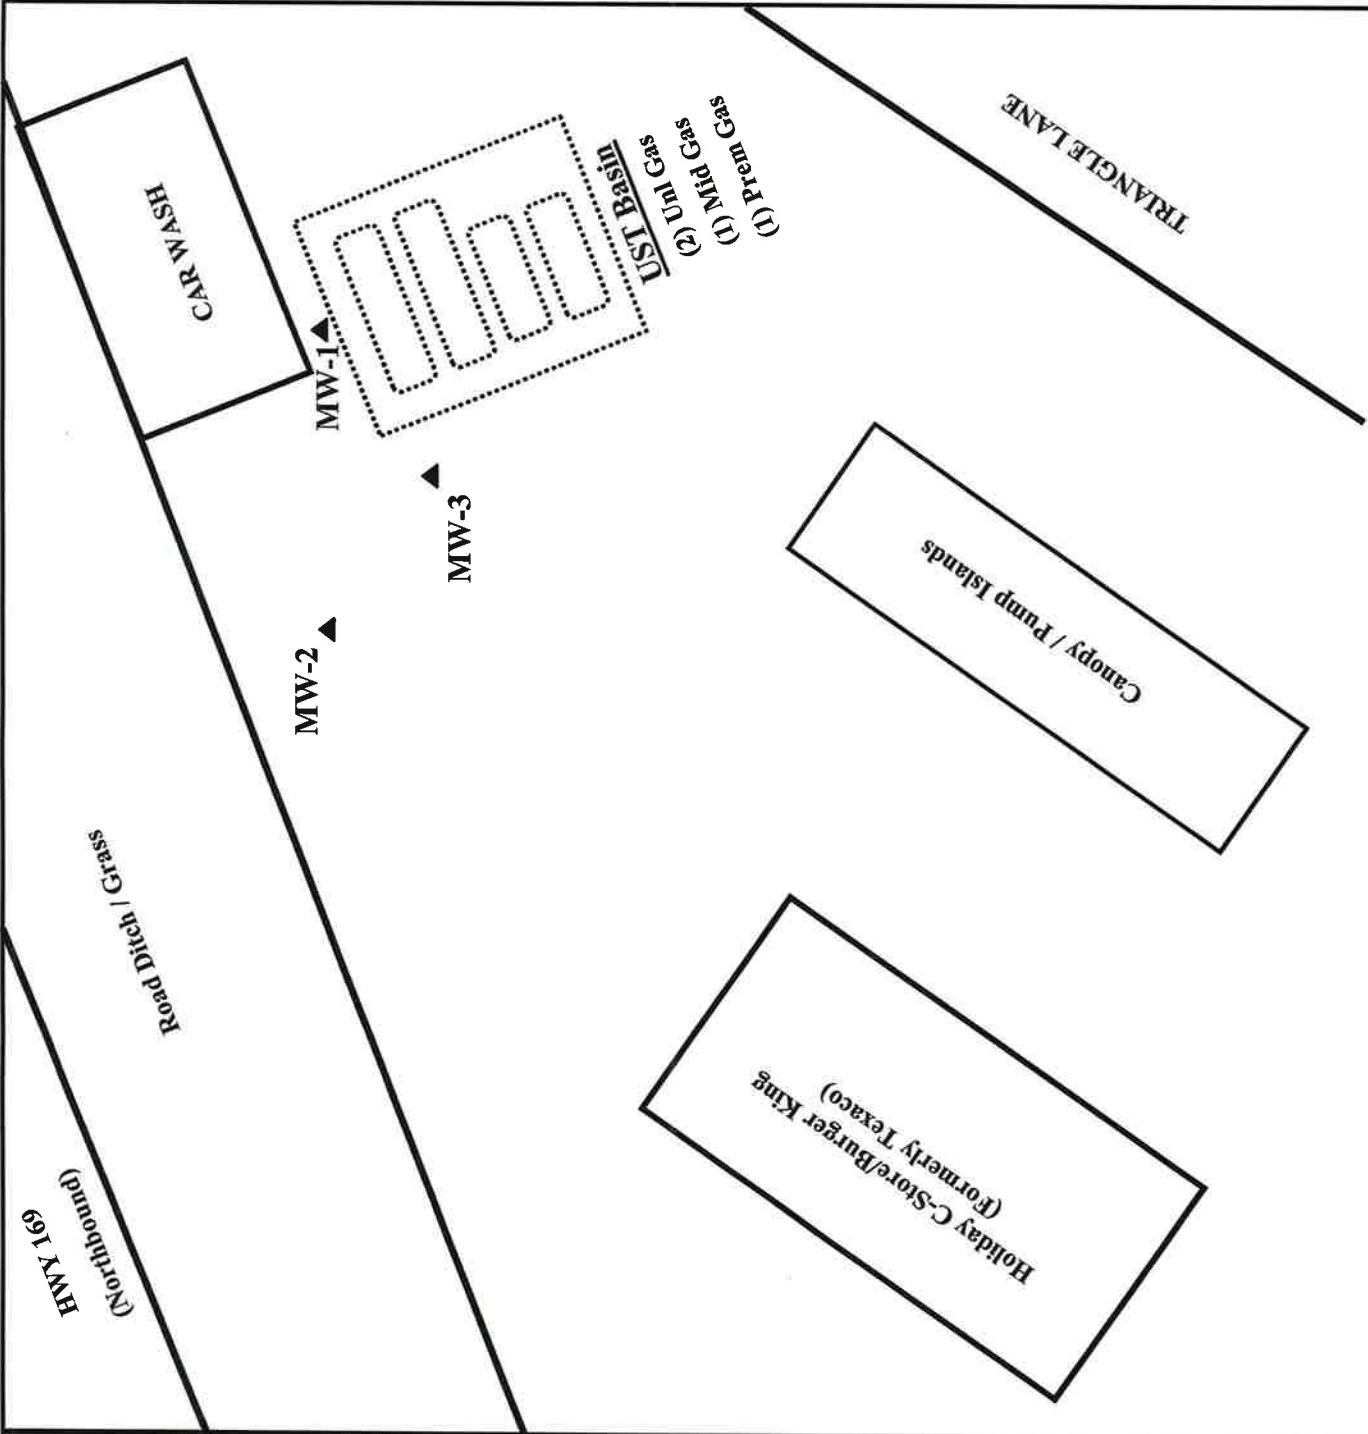 HWY 169
(Northbound)
Road Ditch / Grass
CAR WASH
MW-1
MW-2
MW-3
UST Basin
(2) Unl Gas
(1) Mid Gas
(1) Prem Gas
TRIANGLE LANE
Canopy / Pump Islands
Holiday C-Store/Burger King
(Formerly Texaco)